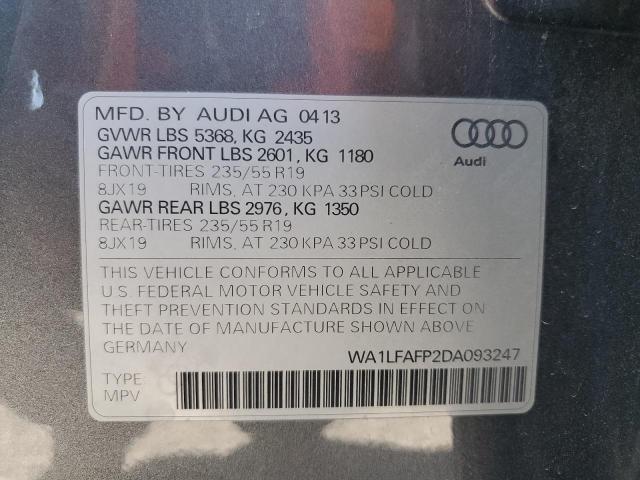 MFD. BY AUDI AG 0413
GVWR LBS 5368, KG 2435
GAWR FRONT LBS 2601, KG 1180
FRONT-TIRES 235/55 R19
8JX19 RIMS, AT 230 KPA 33 PSI COLD
GAWR REAR LBS 2976, KG 1350
REAR-TIRES 235/55 R19
8JX19 RIMS, AT 230 KPA 33 PSI COLD
Audi
THIS VEHICLE CONFORMS TO ALL APPLICABLE
U.S. FEDERAL MOTOR VEHICLE SAFETY AND
THEFT PREVENTION STANDARDS IN EFFECT ON
THE DATE OF MANUFACTURE SHOWN ABOVE
GERMANY
WA1LFAFP2DA093247
TYPE
MPV